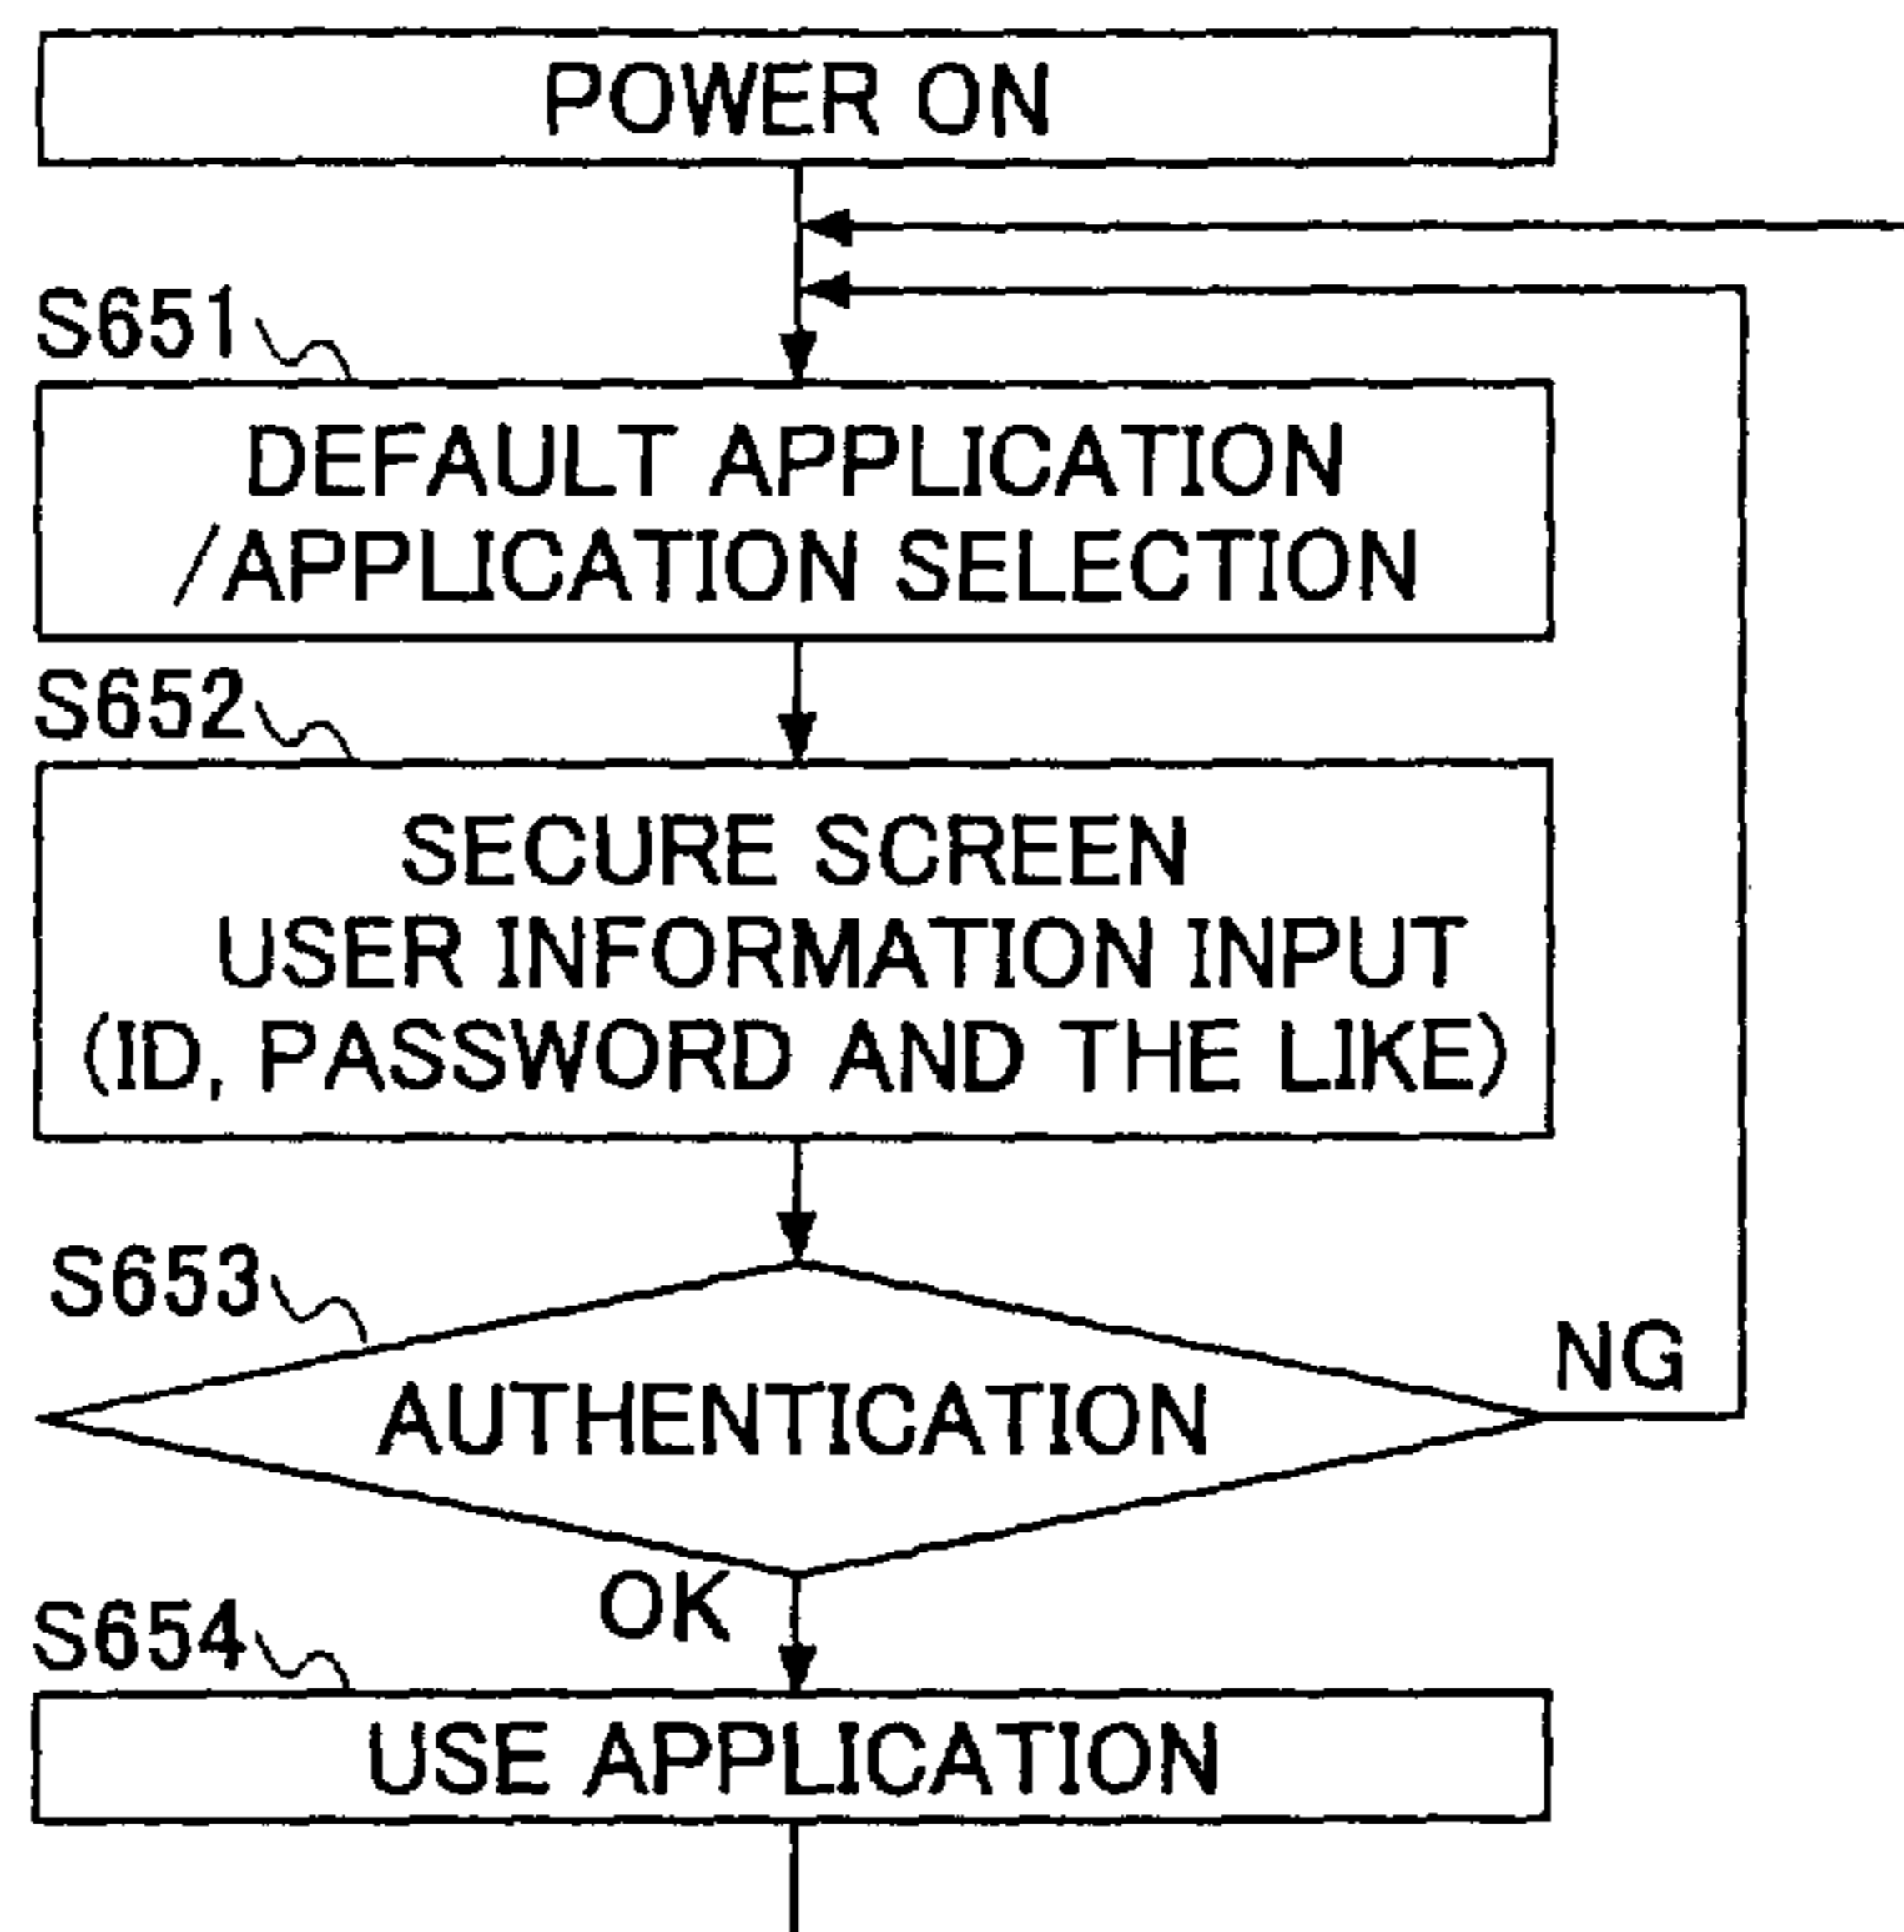 POWER ON
S651
DEFAULT APPLICATION
/APPLICATION SELECTION
S652
SECURE SCREEN
USER INFORMATION INPUT
(ID, PASSWORD AND THE LIKE)
S653
AUTHENTICATION
NG
OK
S654
USE APPLICATION